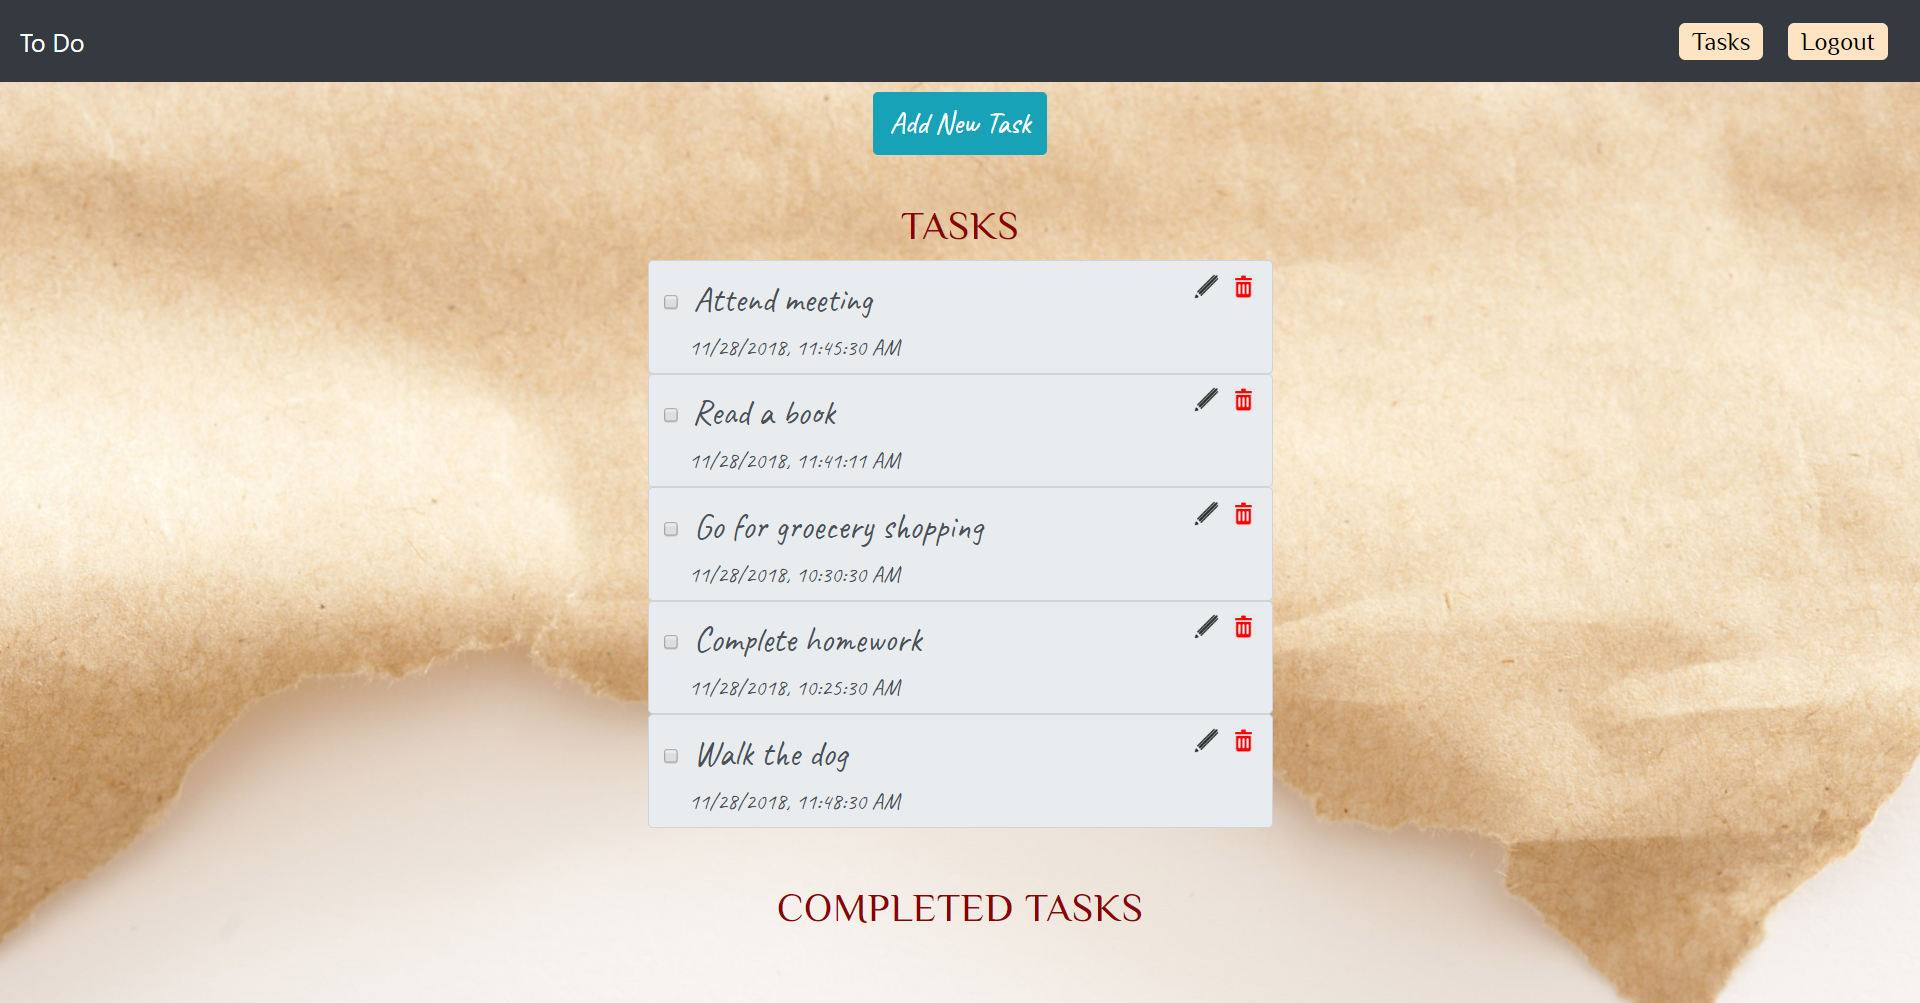 To Do
Tasks
Logout
Add New Task
TASKS
Attend meeting
11/28/2018, 11:45:30 AM
Read a book
11/28/2018, 11:41:11 AM
Go for groecery shopping
11/28/2018, 10:30:30 AM
Complete homework
11/28/2018, 10:25:30 AM
Walk the dog
11/28/2018, 11:48:30 AM
COMPLETED TASKS